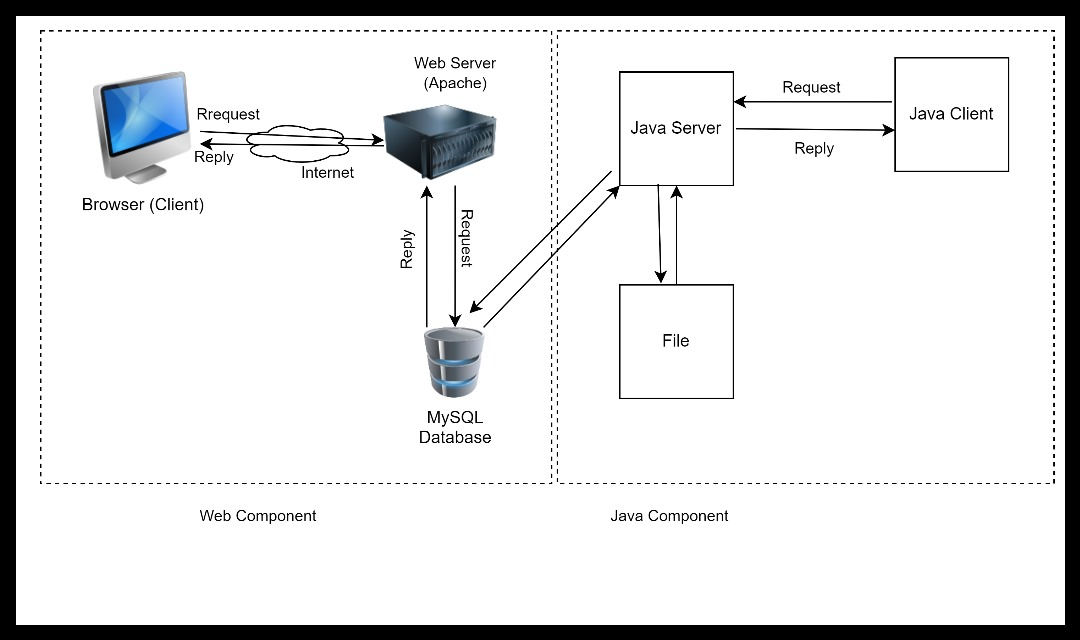 Web Server
(Apache)
Rrequest
Reply
Internet
Browser (Client)
Reply
Request
MySQL
Database
Web Component
Java Server
Request
Reply
Java Client
File
Java Component